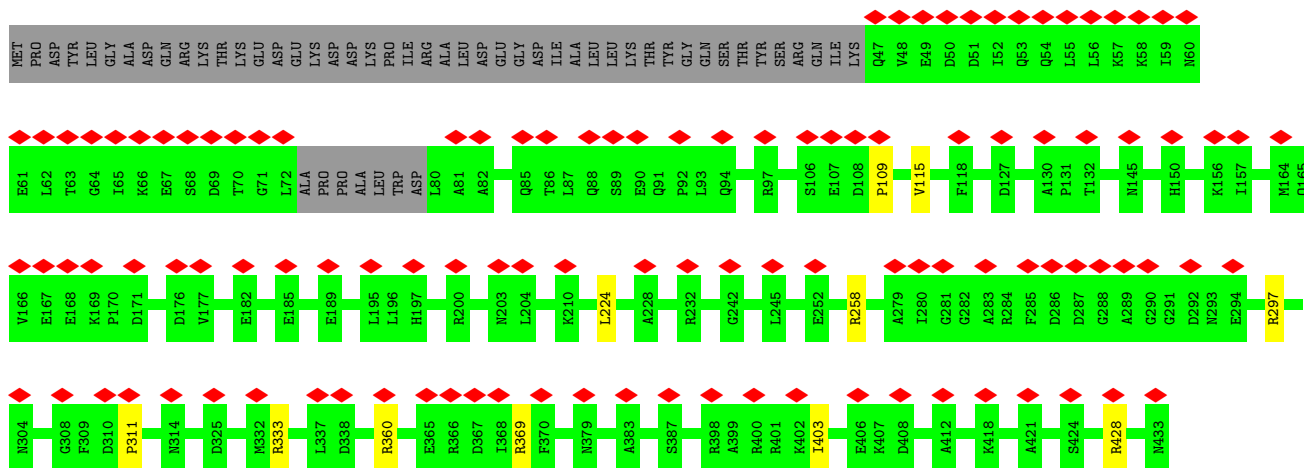 MET PRO ASP TYR LEU GLY ALA ASP GLN ARG LYS THR LYS GLU ASP GLU LYS ASP ASP LYS PRO ILE ARG ALA LEU ASP GLU GLY ASP ILE ALA LEU LEU LYS THR TYR GLY GLN SER THR TYR SER ARG GLN ILE LYS Q47 V48 E49 D50 D51 I52 Q53 Q54 L55 L56 K57 K58 I59 N60
E61 L62 T63 G64 I65 K66 E67 S68 D69 T70 G71 L72 ALA PRO PRO ALA LEU TRP ASP L80 A81 A82 Q85 T86 L87 Q88 S89 E90 Q91 P92 L93 Q94 R97 S106 E107 D108 P109 V115 F118 D127 A130 P131 T132 N145 H150 K156 I157 M164
V166 E167 E168 K169 P170 D171 D176 V177 E182 E185 E189 L195 L196 H197 R200 N203 L204 K210 L224 A228 R232 G242 L245 E252 R258 A279 I280 G281 G282 A283 R284 F285 D286 D287 G288 A289 G290 G291 D292 N293 E294 R297
N304 G308 F309 D310 P311 N314 D325 M332 R333 L337 D338 R360 E365 R366 D367 I368 R369 F370 N379 A383 S387 R398 A399 R400 R401 K402 I403 E406 K407 D408 A412 K418 A421 S424 R428 N433